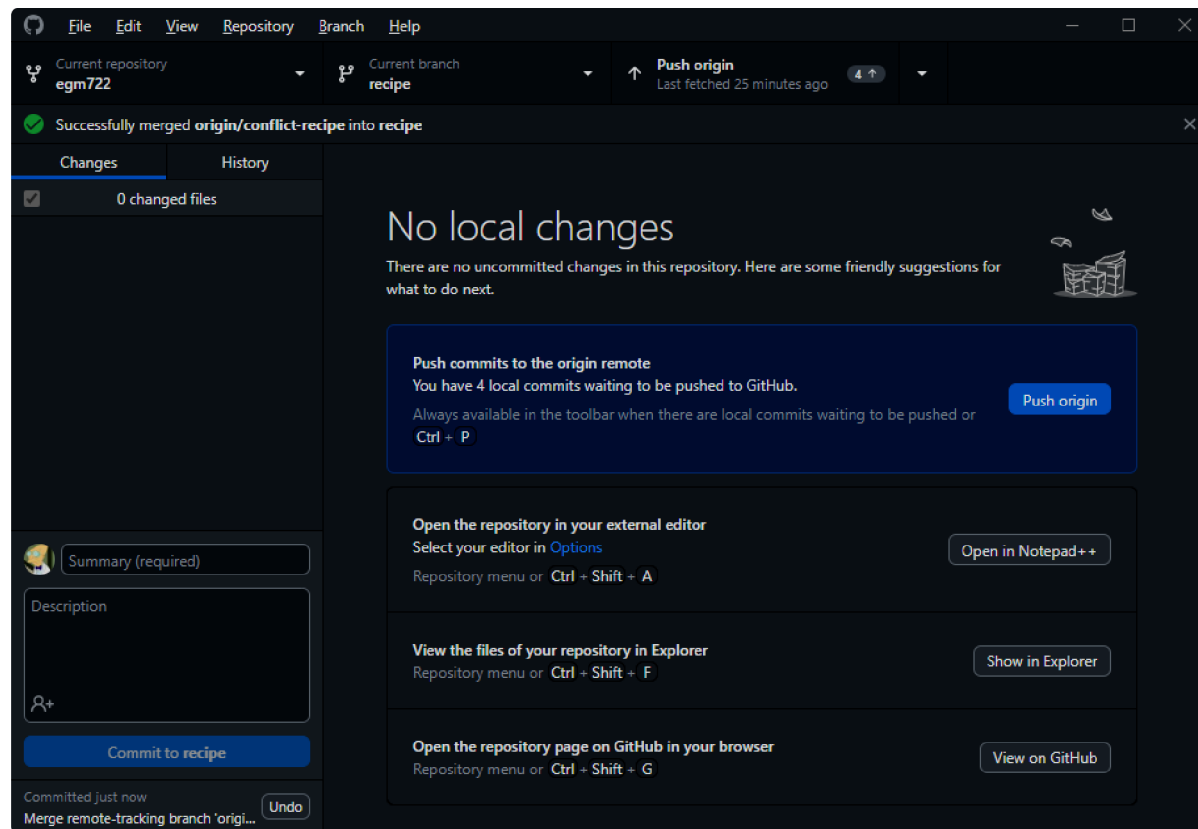 File Edit View Repository Branch Help
Current repository
egm722
Current branch
recipe
Push origin
Last fetched 25 minutes ago
4 ↑
Successfully merged origin/conflict-recipe into recipe
Changes History
0 changed files
No local changes
There are no uncommitted changes in this repository. Here are some friendly suggestions for
what to do next.
Push commits to the origin remote
You have 4 local commits waiting to be pushed to GitHub.
Always available in the toolbar when there are local commits waiting to be pushed or
Ctrl + P
Push origin
Open the repository in your external editor
Select your editor in Options
Repository menu or Ctrl + Shift + A
Open in Notepad++
View the files of your repository in Explorer
Repository menu or Ctrl + Shift + F
Show in Explorer
Open the repository page on GitHub in your browser
Repository menu or Ctrl + Shift + G
View on GitHub
Summary (required)
Description
Commit to recipe
Committed just now
Merge remote-tracking branch 'origi...
Undo